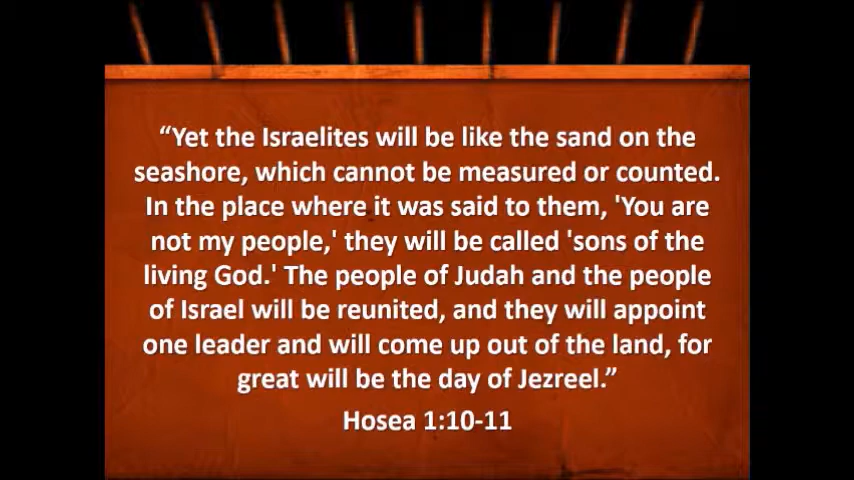 “Yet the Israelites will be like the sand on the
seashore, which cannot be measured or counted.
In the place where it was said to them, 'You are
not my people,' they will be called 'sons of the
living God.' The people of Judah and the people
of Israel will be reunited, and they will appoint
one leader and will come up out of the land, for
great will be the day of Jezreel.”
Hosea 1:10-11